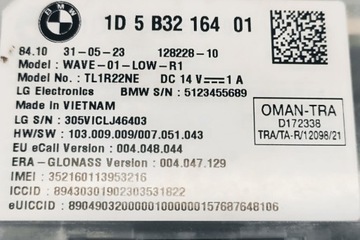 BMW
1D 5 B32 164 01
84.10 31-05-23 128228-10
Model : WAVE-01-LOW-R1
Model No : TL1R22NE DC 14 V⎓1 A
LG Electronics BMW S/N : 5123455689
Made in VIETNAM
LG S/N : 305VICLJ46403
HW/SW : 103.009.009/007.051.043
EU eCall Version : 004.048.044
ERA-GLONASS Version : 004.047.129
IMEI : 352160113953216
ICCID : 89430301902303531822
eUICCID : 89049032000001000000157687648106
OMAN-TRA
D172338
TRA/TA-R/12098/21